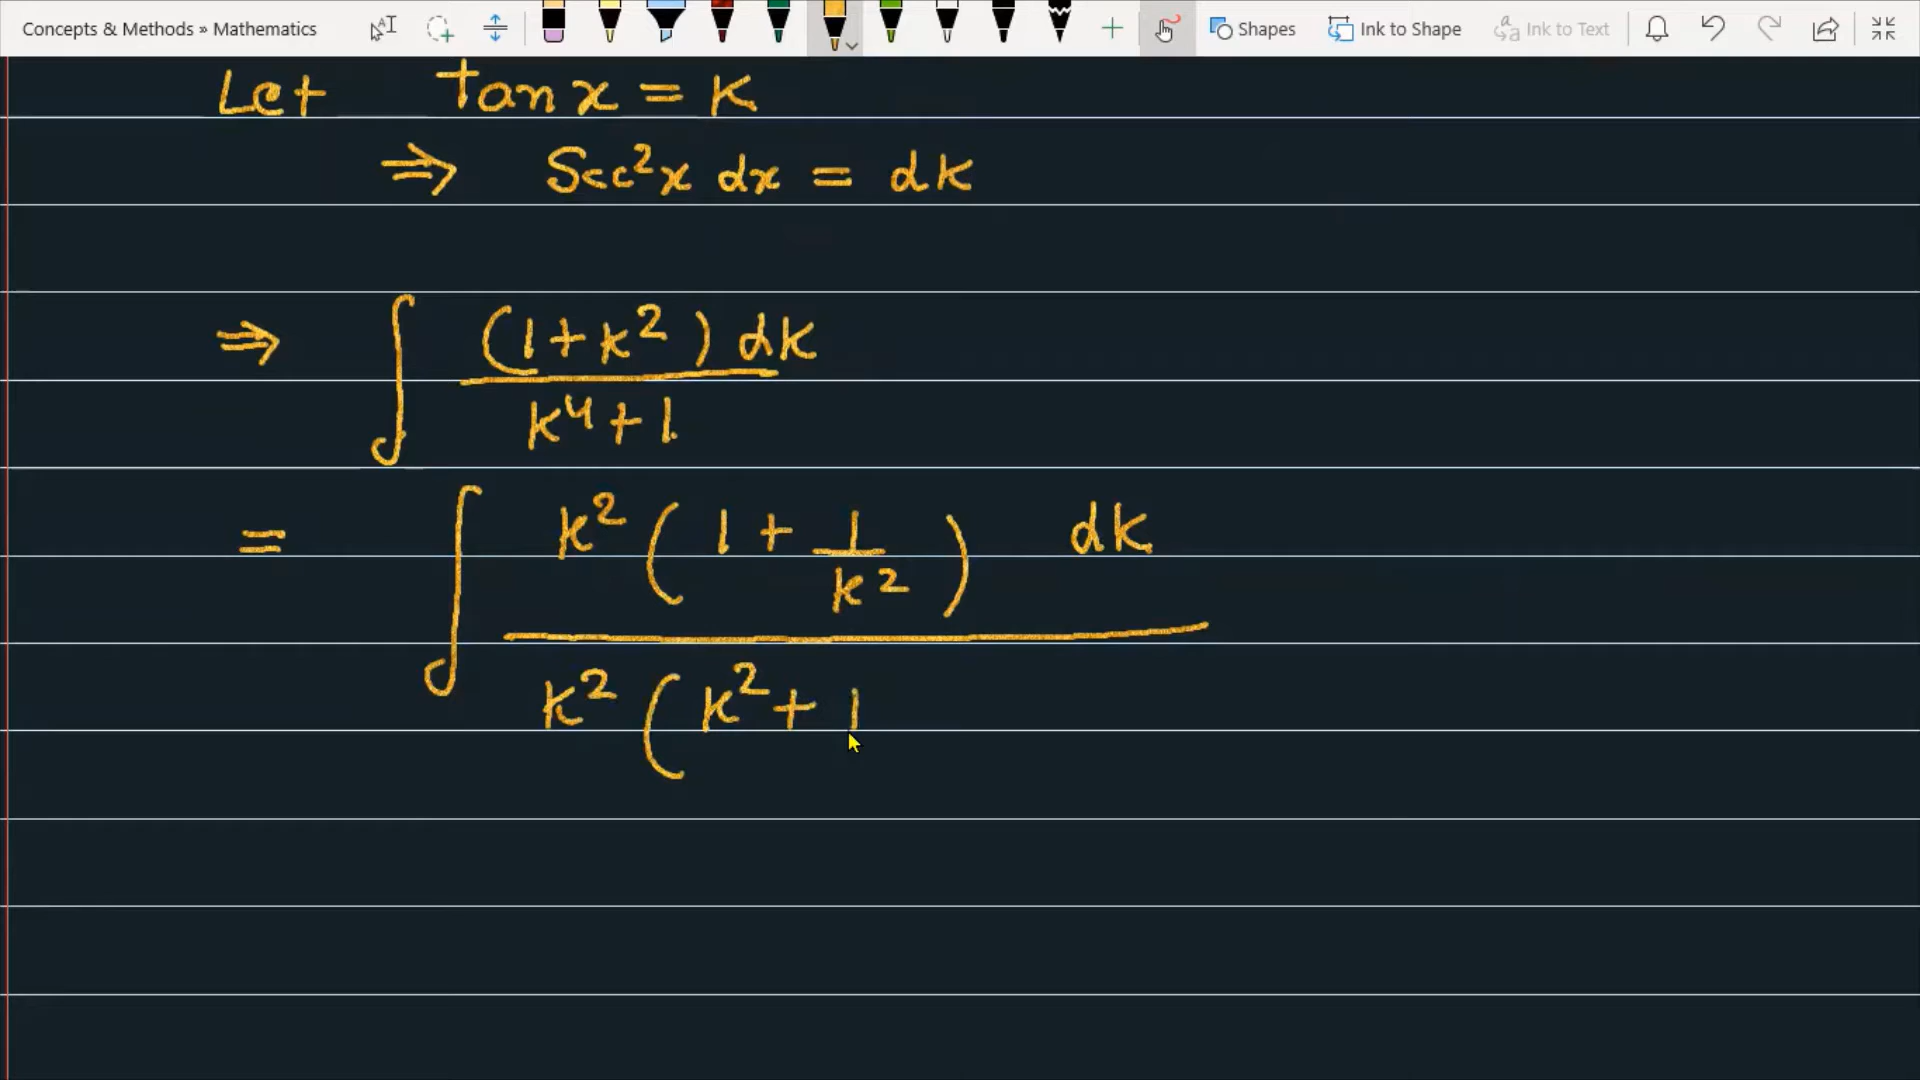 Concepts & Methods » Mathematics Shapes Ink to Shape Ink to Text
Let tan x = K
⇒ Sec²x dx = dK
⇒ ∫ (1+K²) dK
K⁴+1
= ∫ K² ( 1 + 1/K² ) dK
K² ( K² + 1